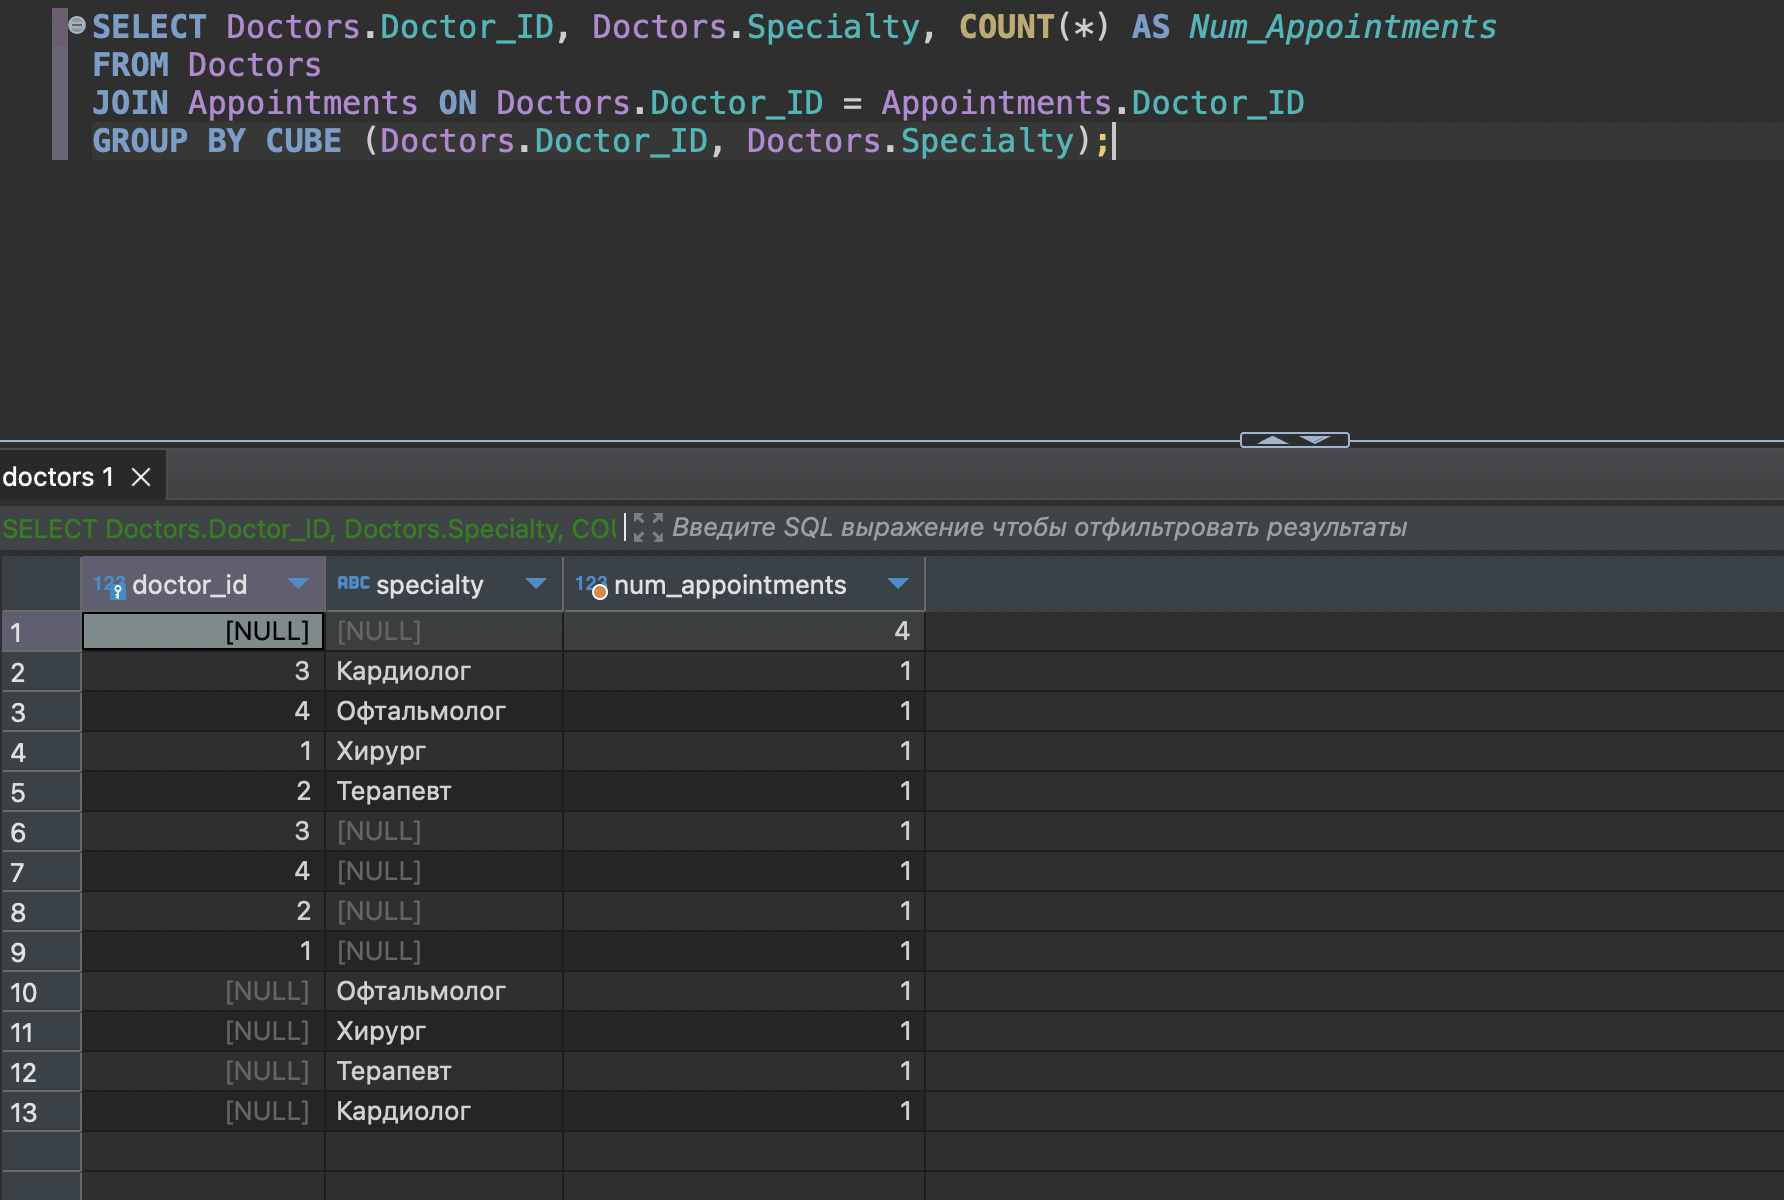 SELECT Doctors.Doctor_ID, Doctors.Specialty, COUNT(*) AS Num_Appointments
FROM Doctors
JOIN Appointments ON Doctors.Doctor_ID = Appointments.Doctor_ID
GROUP BY CUBE (Doctors.Doctor_ID, Doctors.Specialty);
doctors 1
SELECT Doctors.Doctor_ID, Doctors.Specialty, COU Введите SQL выражение чтобы отфильтровать результаты
123 doctor_id ABC specialty 123 num_appointments
1 [NULL] [NULL] 4
2 3 Кардиолог 1
3 4 Офтальмолог 1
4 1 Хирург 1
5 2 Терапевт 1
6 3 [NULL] 1
7 4 [NULL] 1
8 2 [NULL] 1
9 1 [NULL] 1
10 [NULL] Офтальмолог 1
11 [NULL] Хирург 1
12 [NULL] Терапевт 1
13 [NULL] Кардиолог 1